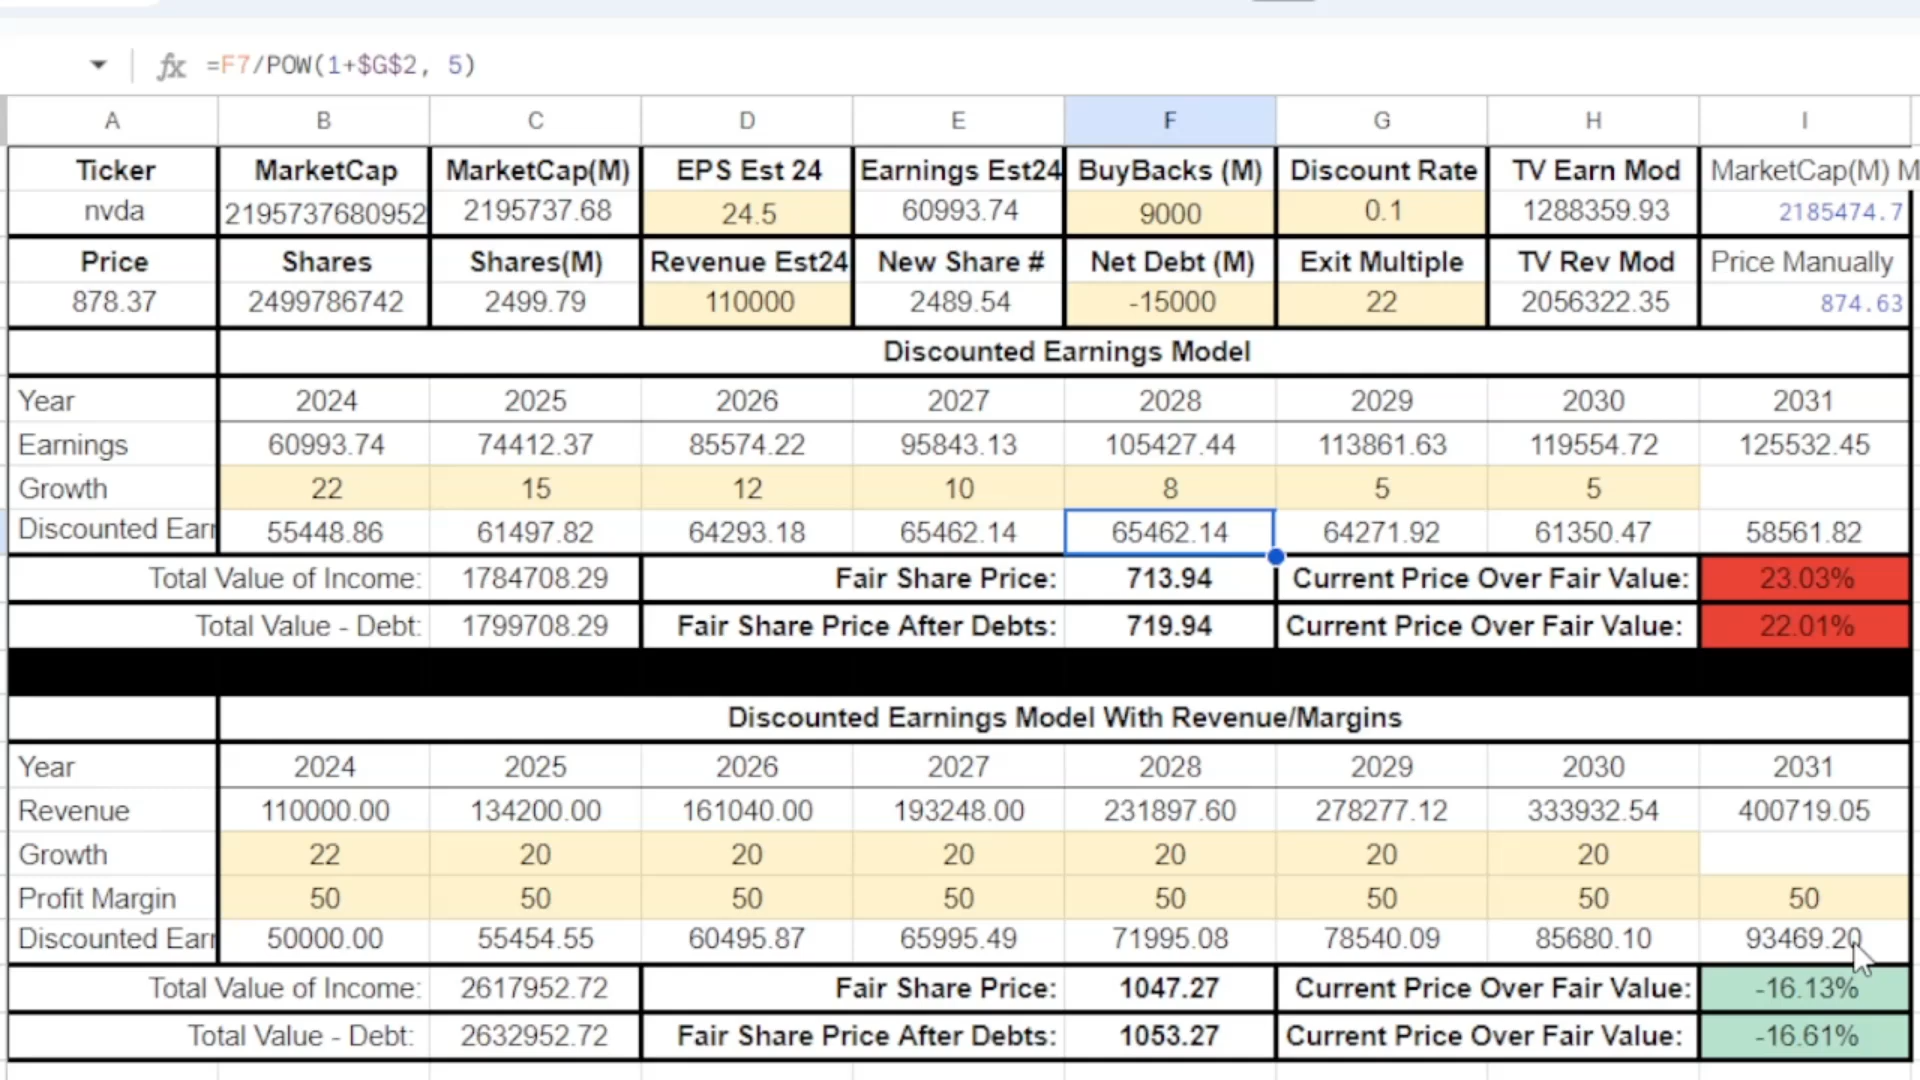 fx =F7/POW(1+$G$2, 5)
A B C D E F G H I
Ticker MarketCap MarketCap(M) EPS Est 24 Earnings Est24 BuyBacks (M) Discount Rate TV Earn Mod MarketCap(M) M
nvda 2195737680952 2195737.68 24.5 60993.74 9000 0.1 1288359.93 2185474.7
Price Shares Shares(M) Revenue Est24 New Share # Net Debt (M) Exit Multiple TV Rev Mod Price Manually
878.37 2499786742 2499.79 110000 2489.54 -15000 22 2056322.35 874.63
Discounted Earnings Model
Year 2024 2025 2026 2027 2028 2029 2030 2031
Earnings 60993.74 74412.37 85574.22 95843.13 105427.44 113861.63 119554.72 125532.45
Growth 22 15 12 10 8 5 5
Discounted Earr 55448.86 61497.82 64293.18 65462.14 65462.14 64271.92 61350.47 58561.82
Total Value of Income: 1784708.29 Fair Share Price: 713.94 Current Price Over Fair Value: 23.03%
Total Value - Debt: 1799708.29 Fair Share Price After Debts: 719.94 Current Price Over Fair Value: 22.01%
Discounted Earnings Model With Revenue/Margins
Year 2024 2025 2026 2027 2028 2029 2030 2031
Revenue 110000.00 134200.00 161040.00 193248.00 231897.60 278277.12 333932.54 400719.05
Growth 22 20 20 20 20 20 20
Profit Margin 50 50 50 50 50 50 50 50
Discounted Earr 50000.00 55454.55 60495.87 65995.49 71995.08 78540.09 85680.10 93469.20
Total Value of Income: 2617952.72 Fair Share Price: 1047.27 Current Price Over Fair Value: -16.13%
Total Value - Debt: 2632952.72 Fair Share Price After Debts: 1053.27 Current Price Over Fair Value: -16.61%